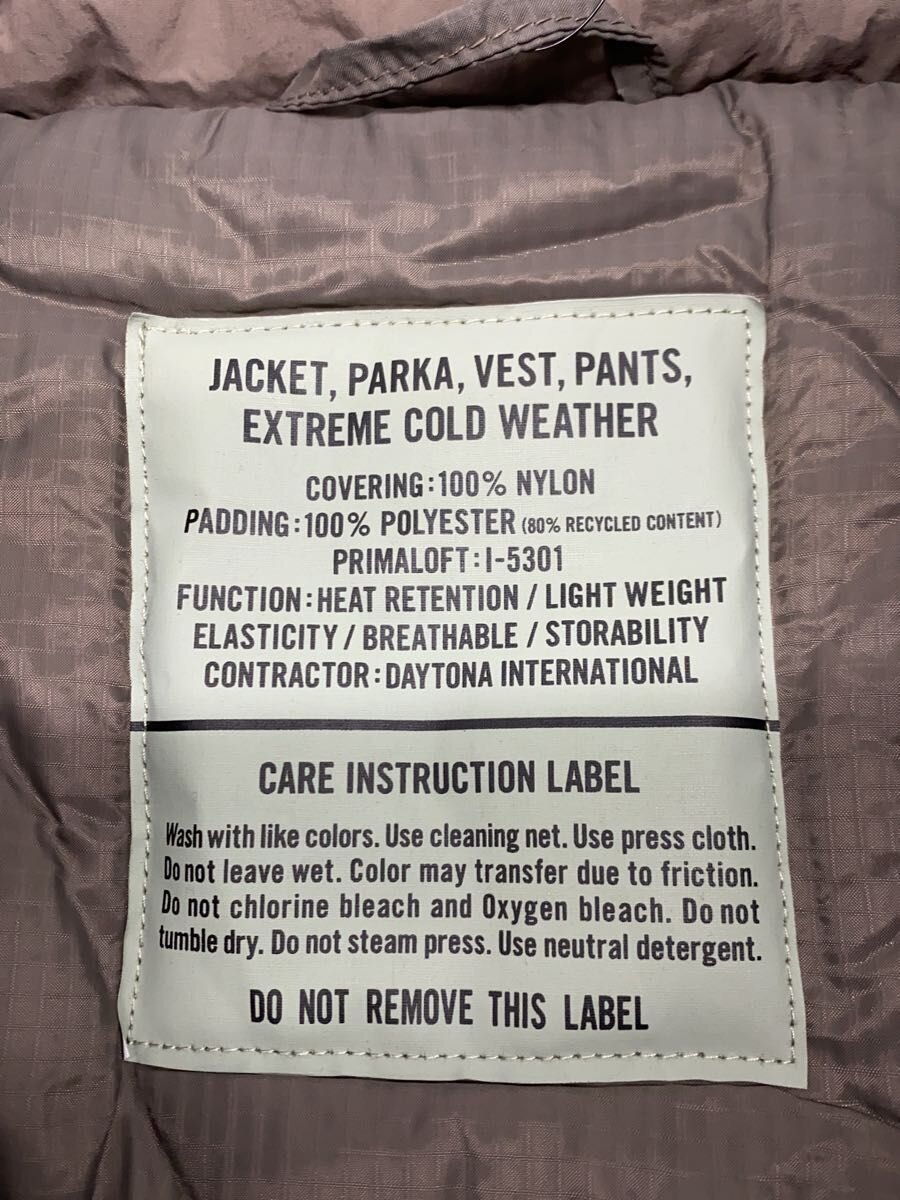 JACKET, PARKA, VEST, PANTS,
EXTREME COLD WEATHER
COVERING:100% NYLON
PADDING:100% POLYESTER (80% RECYCLED CONTENT)
PRIMALOFT:I-5301
FUNCTION:HEAT RETENTION / LIGHT WEIGHT
ELASTICITY / BREATHABLE / STORABILITY
CONTRACTOR:DAYTONA INTERNATIONAL
CARE INSTRUCTION LABEL
Wash with like colors. Use cleaning net. Use press cloth.
Do not leave wet. Color may transfer due to friction.
Do not chlorine bleach and Oxygen bleach. Do not
tumble dry. Do not steam press. Use neutral detergent.
DO NOT REMOVE THIS LABEL